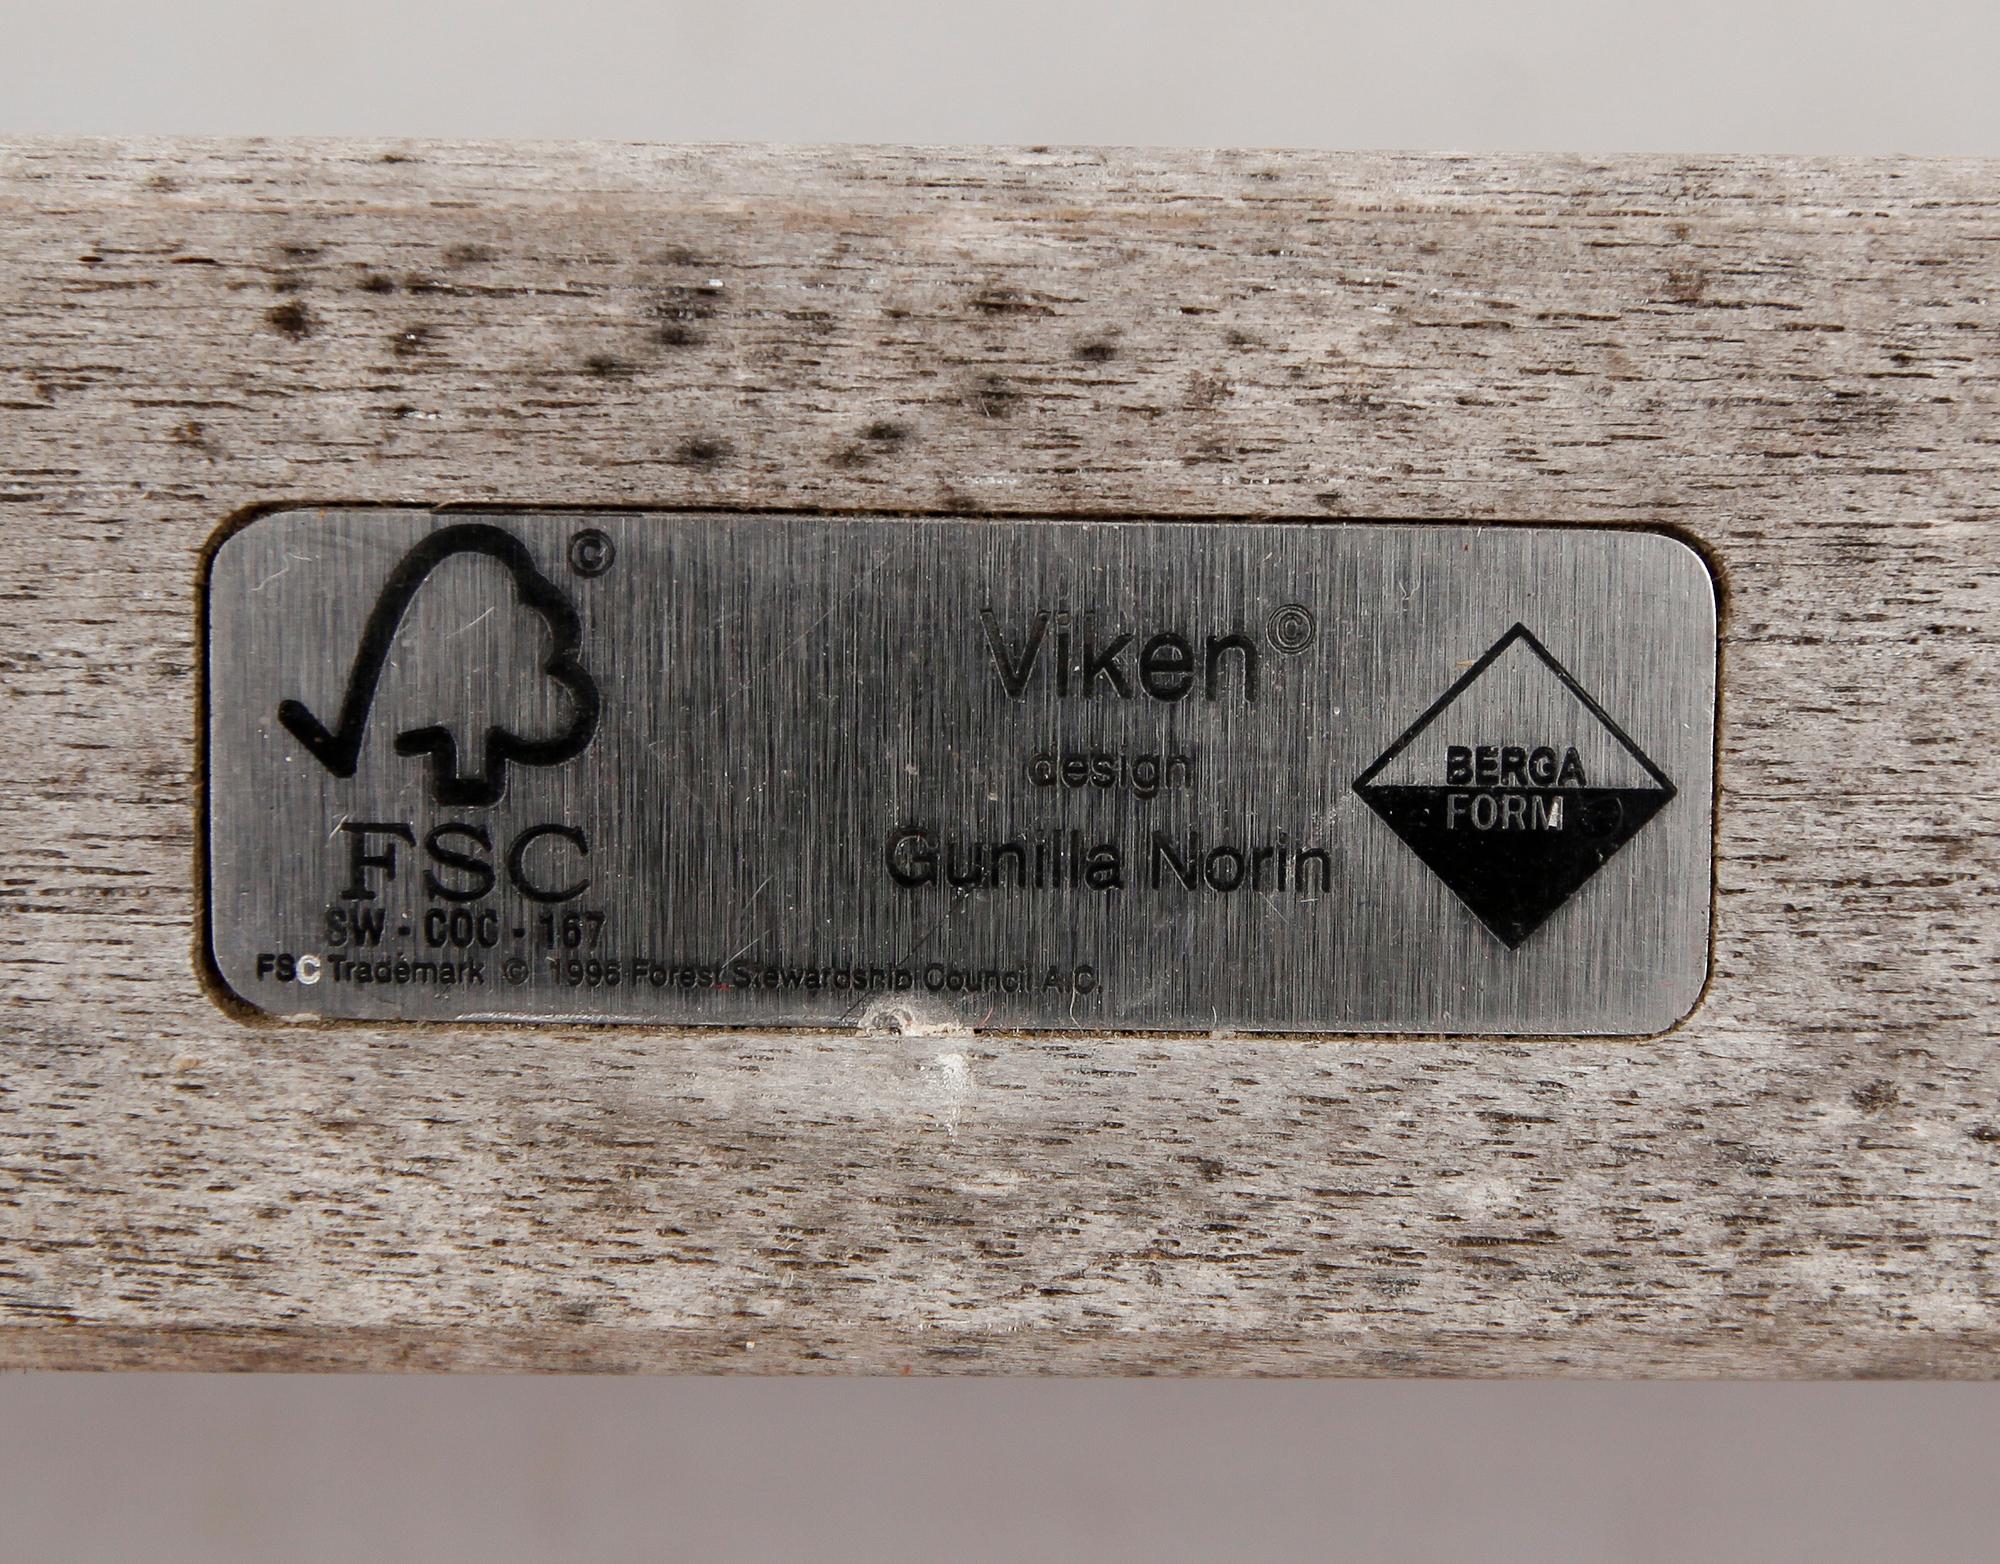 ©
FSC
SW - COC - 167
FSC Trademark © 1996 Forest Stewardship Council A.C.
Viken©
design
Gunilla Norin
BERGA
FORM